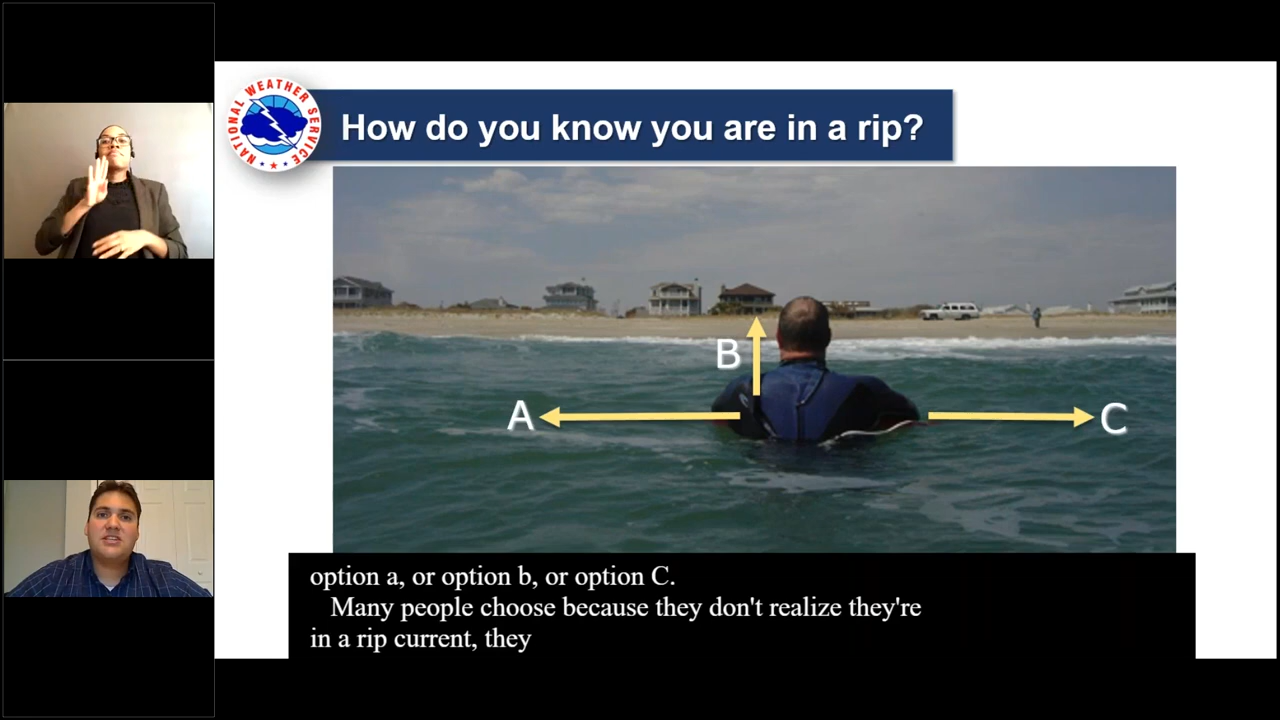 NATIONAL WEATHER SERVICE
How do you know you are in a rip?
B
A
C
option a, or option b, or option C.
Many people choose because they don't realize they're
in a rip current, they